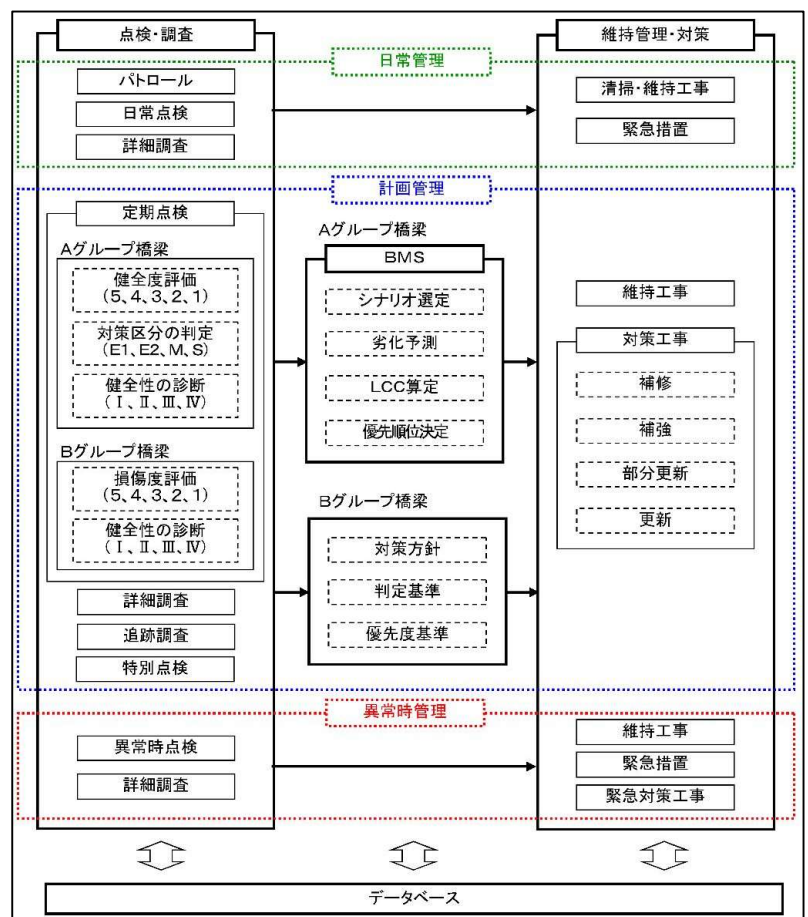 点検・調査
維持管理・対策
日常管理
パトロール
日常点検
詳細調査
清掃・維持工事
緊急措置
計画管理
定期点検
Aグループ橋梁
健全度評価
(5、4、3、2、1)
対策区分の判定
(E1、E2、M、S)
健全性の診断
(Ⅰ、Ⅱ、Ⅲ、Ⅳ)
Bグループ橋梁
損傷度評価
(5、4、3、2、1)
健全性の診断
(Ⅰ、Ⅱ、Ⅲ、Ⅳ)
詳細調査
追跡調査
特別点検
Aグループ橋梁
BMS
シナリオ選定
劣化予測
LCC算定
優先順位決定
Bグループ橋梁
対策方針
判定基準
優先度基準
維持工事
対策工事
補修
補強
部分更新
更新
異常時管理
異常時点検
詳細調査
維持工事
緊急措置
緊急対策工事
データベース